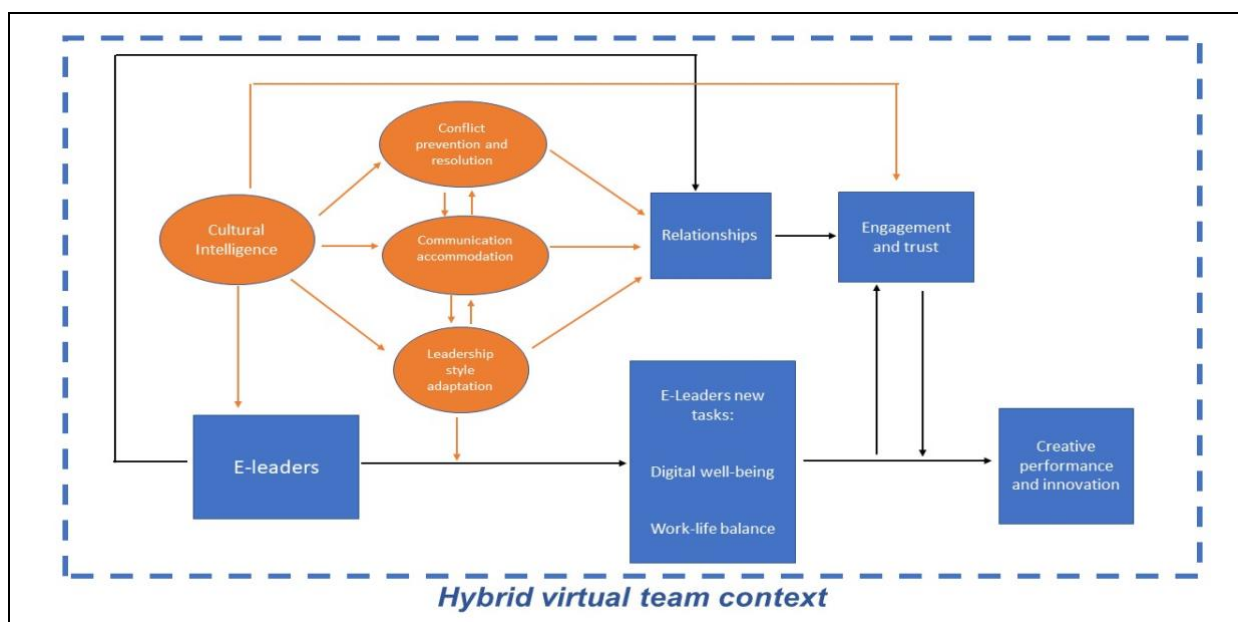 Conflict
prevention and
resolution
Cultural
Intelligence
Communication
accommodation
Relationships
Engagement
and trust
Leadership
style
adaptation
E-leaders
E-Leaders new
tasks:
Digital well-being
Work-life balance
Creative
performance
and innovation
Hybrid virtual team context